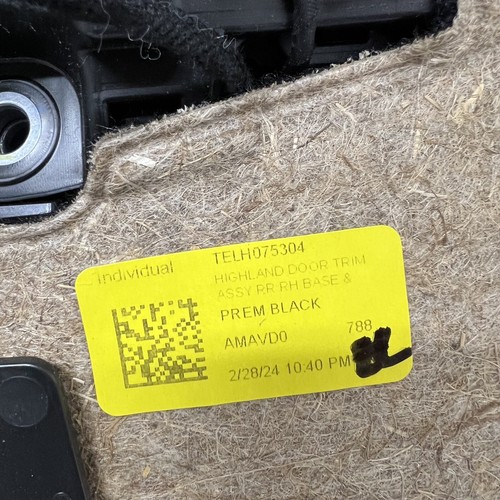 Individual
TELH075304
HIGHLAND DOOR TRIM
ASSY RR RH BASE &
PREM BLACK
AMAVD0 788
2/28/24 10:40 PM